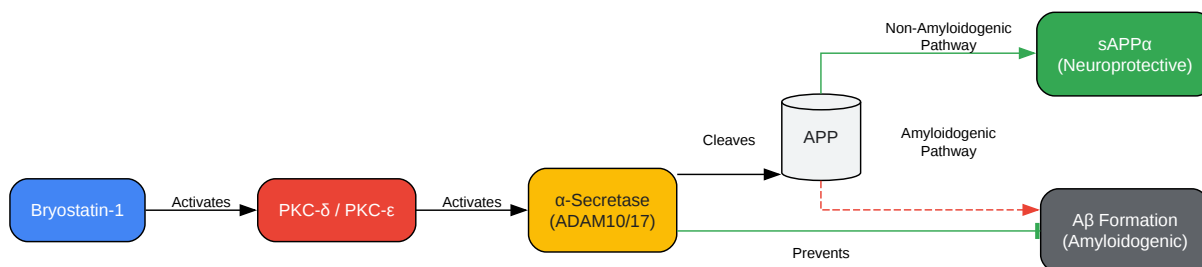 Non-Amyloidogenic
Pathway
sAPPα
(Neuroprotective)
Cleaves
APP
Amyloidogenic
Pathway
Bryostatin-1
Activates
PKC-δ / PKC-ε
Activates
α-Secretase
(ADAM10/17)
Prevents
Aβ Formation
(Amyloidogenic)